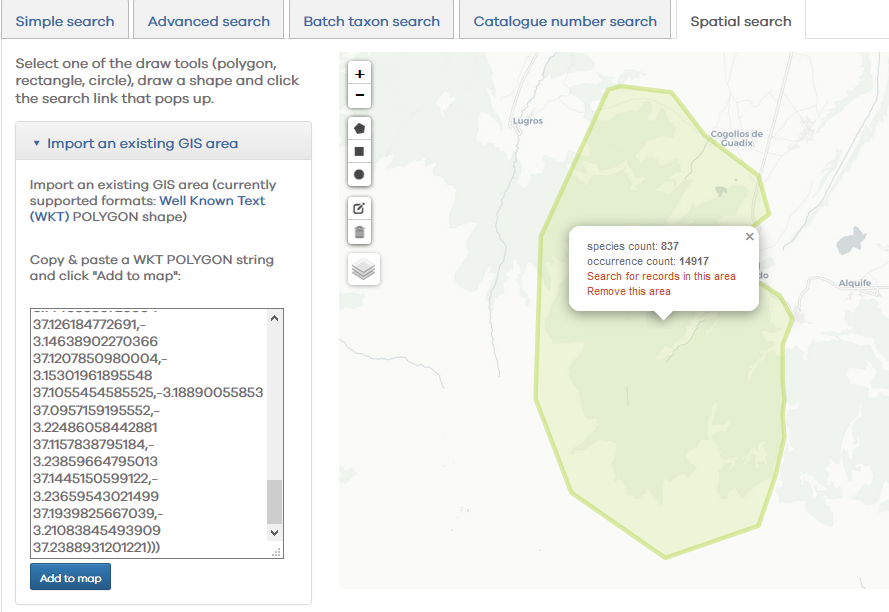 Simple search
Advanced search
Batch taxon search
Catalogue number search
Spatial search
Select one of the draw tools (polygon,
rectangle, circle), draw a shape and click
the search link that pops up.
▾ Import an existing GIS area
Import an existing GIS area (currently
supported formats: Well Known Text
(WKT) POLYGON shape)
Copy & paste a WKT POLYGON string
and click "Add to map":
37.126184772691,-
3.14638902270366
37.1207850980004,-
3.15301961895548
37.1055454585525,-3.18890055853
37.0957159195552,-
3.22486058442881
37.1157838795184,-
3.23859664795013
37.1445150599122,-
3.23659543021499
37.1939825667039,-
3.21083845493909
37.2388931201221)))
Add to map
+
−
Lugros
Cogollos de
Guadix
species count: 837
occurrence count: 14917
Search for records in this area
Remove this area
×
do
Alquife